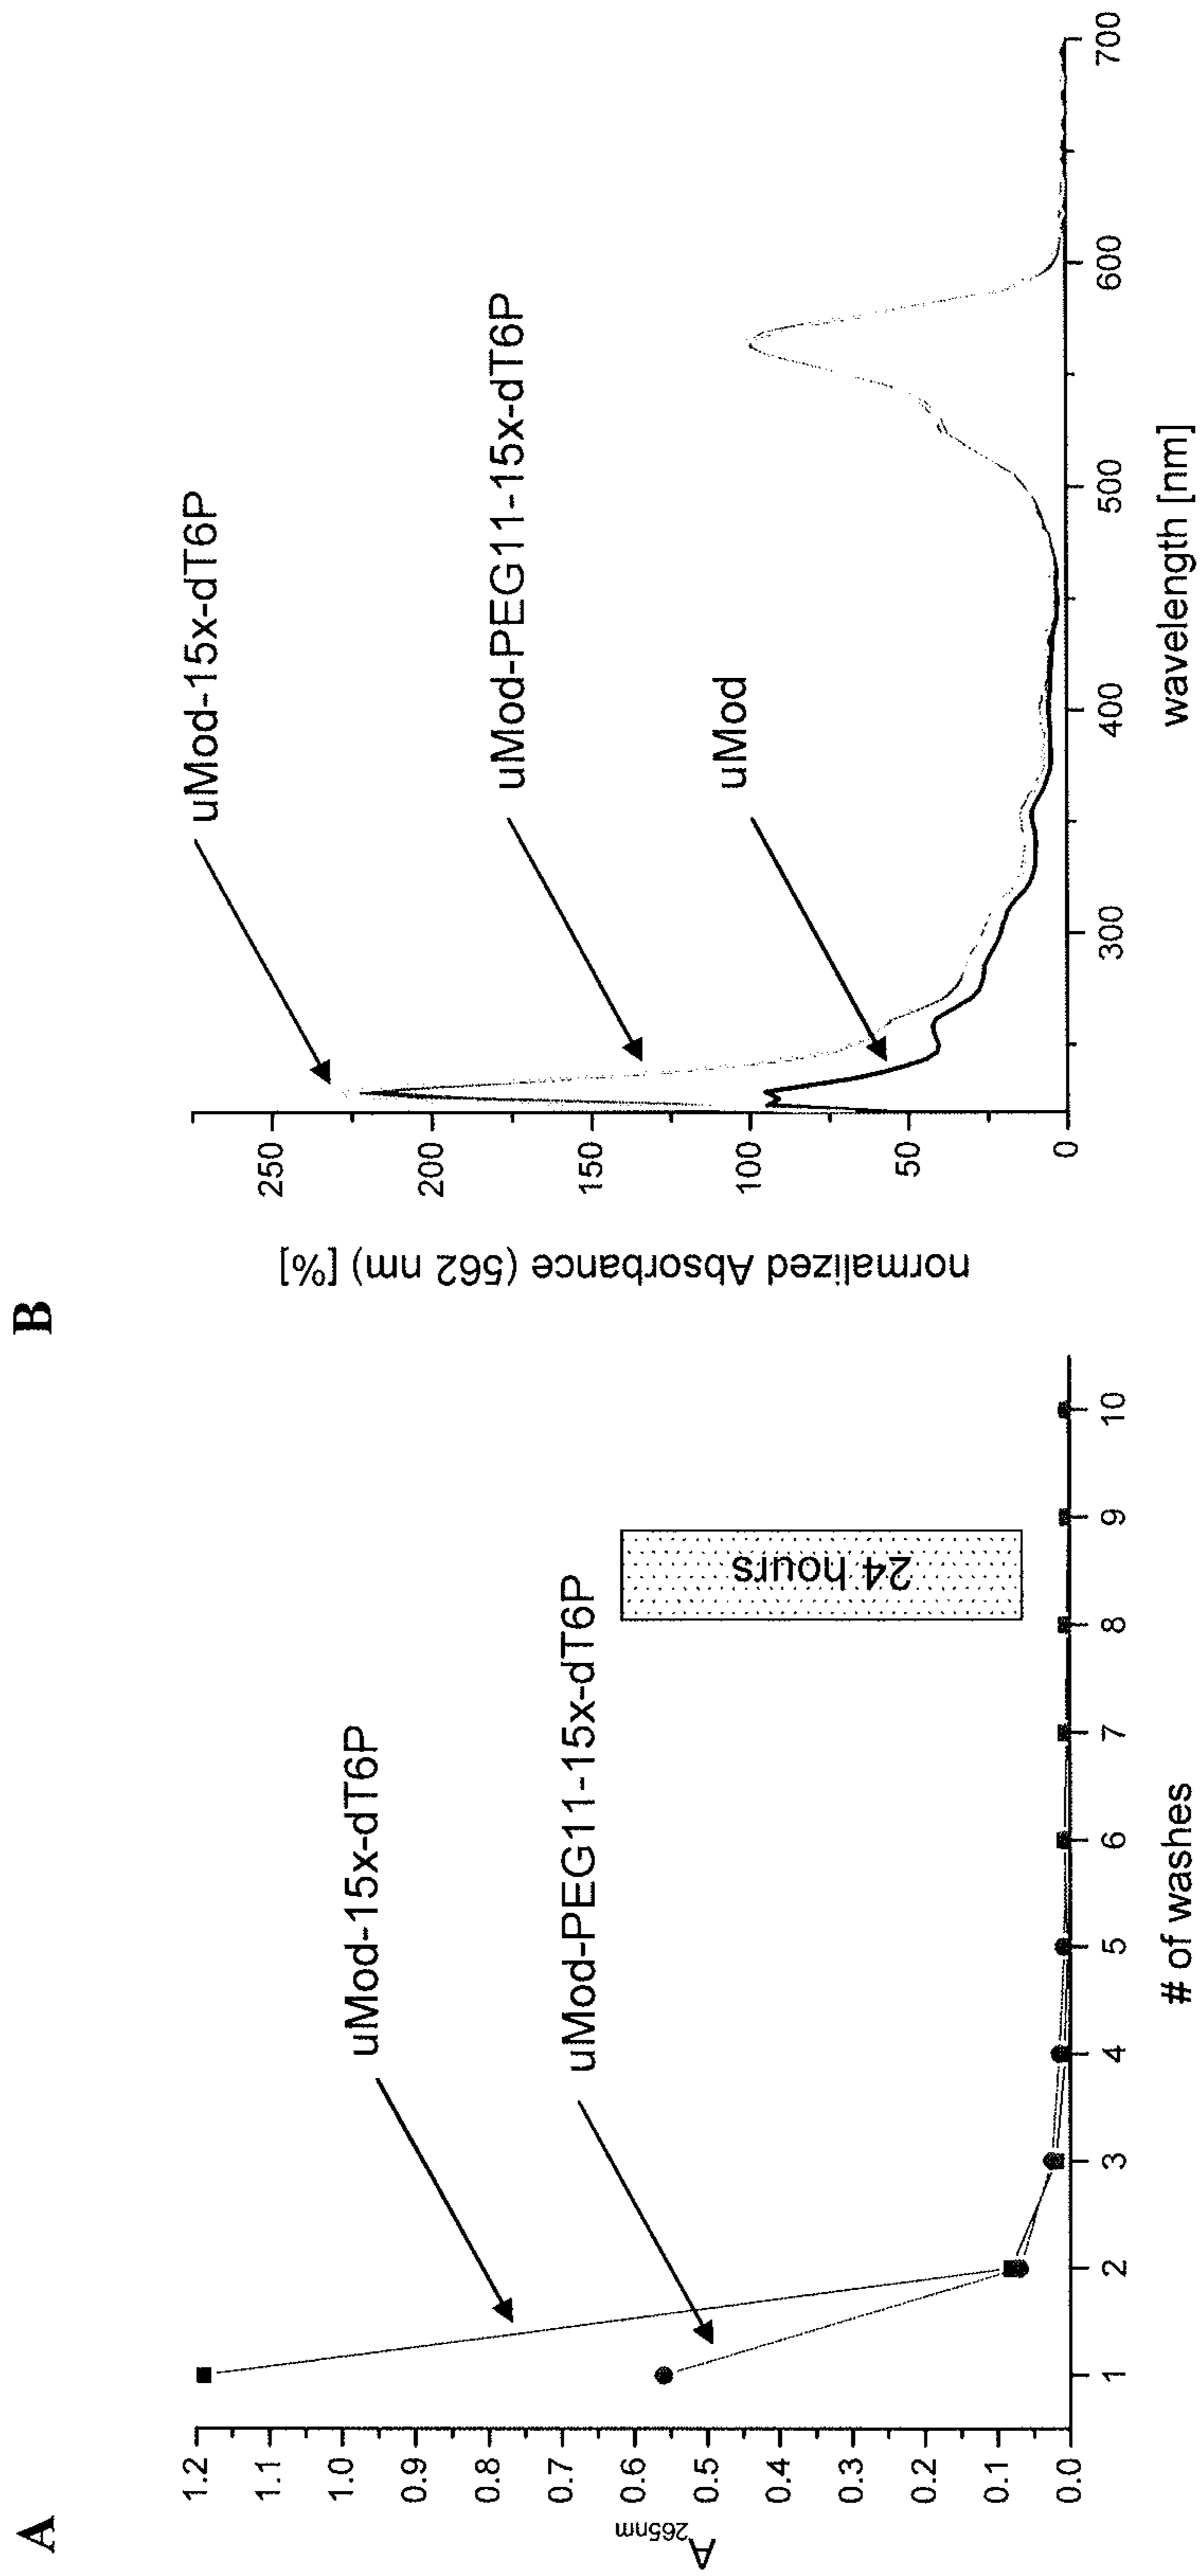 A
A265nm
1.2
1.1
1.0
0.9
0.8
0.7
0.6
0.5
0.4
0.3
0.2
0.1
0.0
uMod-15x-dT6P
uMod-PEG11-15x-dT6P
24 hours
1 2 3 4 5 6 7 8 9 10
# of washes
B
normalized Absorbance (562 nm) [%]
250
200
150
100
50
0
uMod-15x-dT6P
uMod-PEG11-15x-dT6P
uMod
300 400 500 600 700
wavelength [nm]